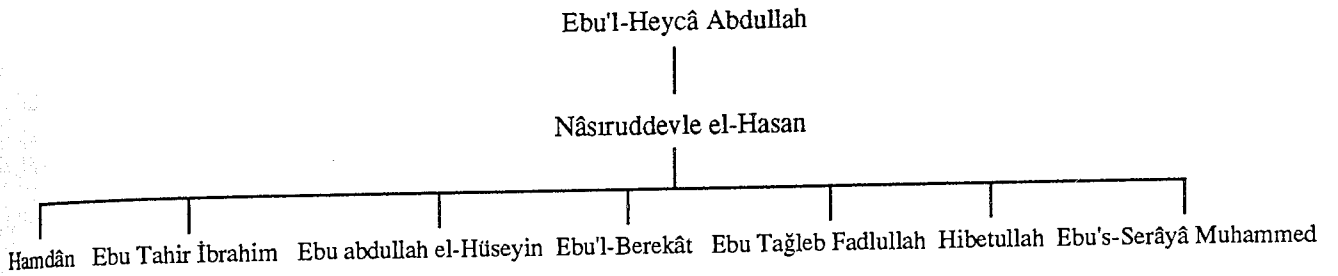 Ebu'l-Heycâ Abdullah
Nâsıruddevle el-Hasan
Hamdân Ebu Tahir İbrahim Ebu abdullah el-Hüseyin Ebu'l-Berekât Ebu Tağleb Fadlullah Hibetullah Ebu's-Serâyâ Muhammed